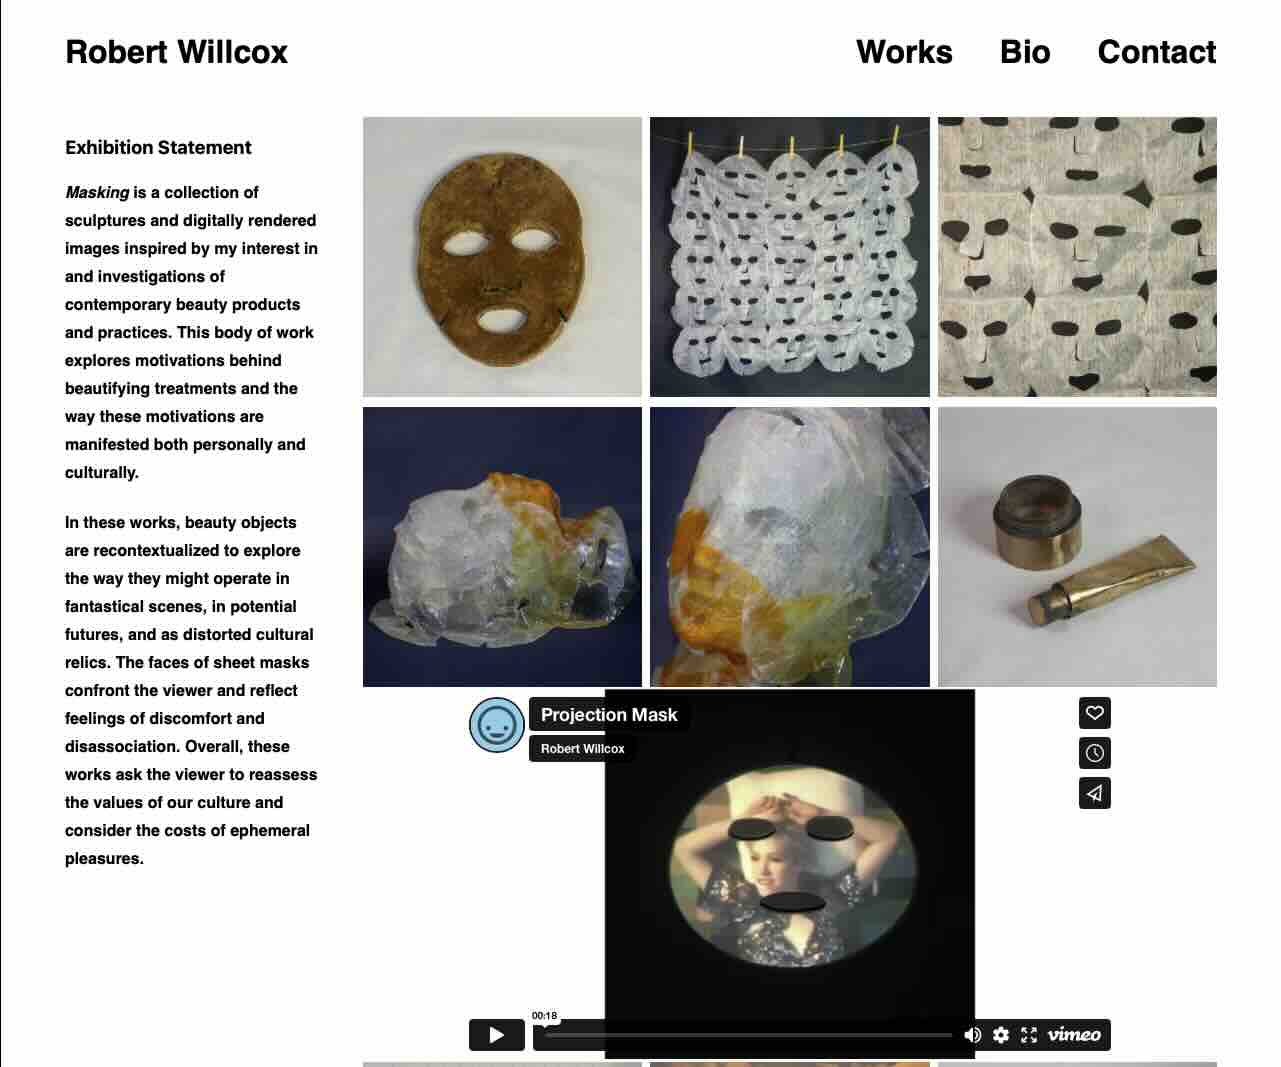 Robert Willcox
Works Bio Contact
Exhibition Statement
Masking is a collection of
sculptures and digitally rendered
images inspired by my interest in
and investigations of
contemporary beauty products
and practices. This body of work
explores motivations behind
beautifying treatments and the
way these motivations are
manifested both personally and
culturally.
In these works, beauty objects
are recontextualized to explore
the way they might operate in
fantastical scenes, in potential
futures, and as distorted cultural
relics. The faces of sheet masks
confront the viewer and reflect
feelings of discomfort and
disassociation. Overall, these
works ask the viewer to reassess
the values of our culture and
consider the costs of ephemeral
pleasures.
Projection Mask
Robert Willcox
00:18
vimeo